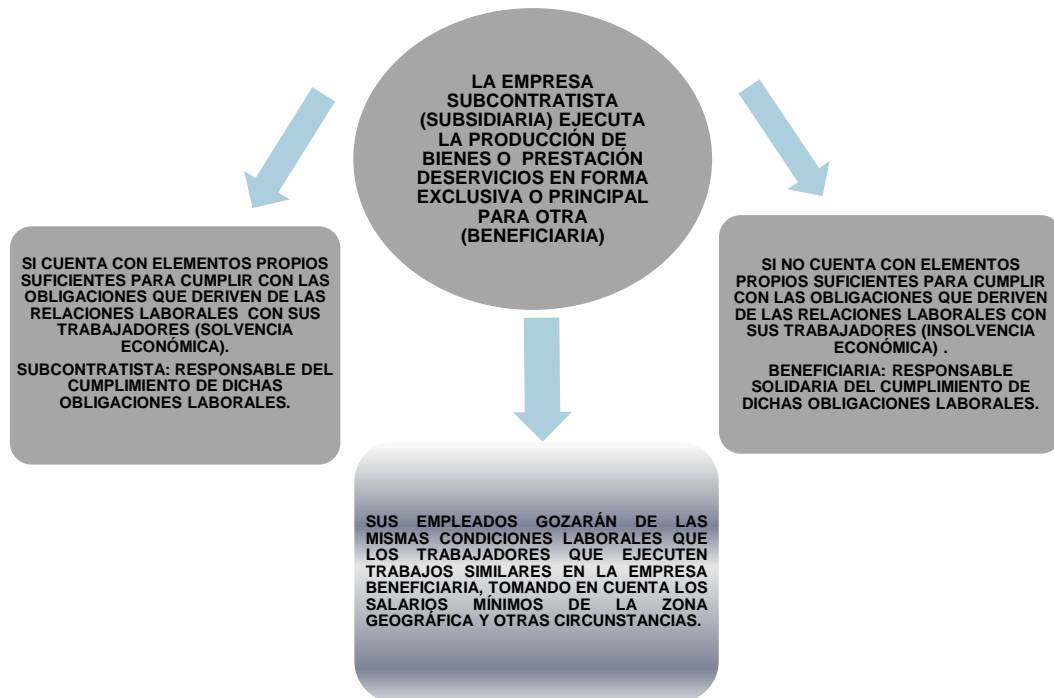 LA EMPRESA
SUBCONTRATISTA
(SUBSIDIARIA) EJECUTA
LA PRODUCCIÓN DE
BIENES O PRESTACIÓN
DESERVICIOS EN FORMA
EXCLUSIVA O PRINCIPAL
PARA OTRA
(BENEFICIARIA)
SI CUENTA CON ELEMENTOS PROPIOS
SUFICIENTES PARA CUMPLIR CON LAS
OBLIGACIONES QUE DERIVEN DE LAS
RELACIONES LABORALES CON SUS
TRABAJADORES (SOLVENCIA
ECONÓMICA).
SUBCONTRATISTA: RESPONSABLE DEL
CUMPLIMIENTO DE DICHAS
OBLIGACIONES LABORALES.
SI NO CUENTA CON ELEMENTOS
PROPIOS SUFICIENTES PARA CUMPLIR
CON LAS OBLIGACIONES QUE DERIVEN
DE LAS RELACIONES LABORALES CON
SUS TRABAJADORES (INSOLVENCIA
ECONÓMICA) .
BENEFICIARIA: RESPONSABLE
SOLIDARIA DEL CUMPLIMIENTO DE
DICHAS OBLIGACIONES LABORALES.
SUS EMPLEADOS GOZARÁN DE LAS
MISMAS CONDICIONES LABORALES QUE
LOS TRABAJADORES QUE EJECUTEN
TRABAJOS SIMILARES EN LA EMPRESA
BENEFICIARIA, TOMANDO EN CUENTA LOS
SALARIOS MÍNIMOS DE LA ZONA
GEOGRÁFICA Y OTRAS CIRCUNSTANCIAS.